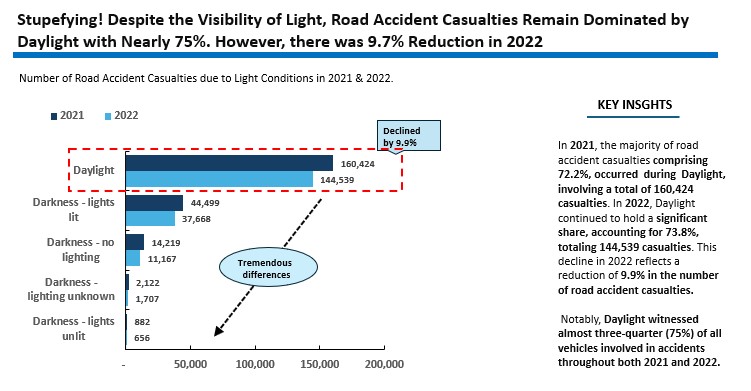 Stupefying! Despite the Visibility of Light, Road Accident Casualties Remain Dominated by
Daylight with Nearly 75%. However, there was 9.7% Reduction in 2022
Number of Road Accident Casualties due to Light Conditions in 2021 & 2022.
2021 2022
Declined
by 9.9%
Daylight
160,424
144,539
Darkness - lights
lit
44,499
37,668
Darkness - no
lighting
14,219
11,167
Darkness -
lighting unknown
2,122
1,707
Darkness - lights
unlit
882
656
Tremendous
differences
- 50,000 100,000 150,000 200,000
KEY INSGHTS
In 2021, the majority of road
accident casualties comprising
72.2%, occurred during Daylight,
involving a total of 160,424
casualties. In 2022, Daylight
continued to hold a significant
share, accounting for 73.8%,
totaling 144,539 casualties. This
decline in 2022 reflects a
reduction of 9.9% in the number
of road accident casualties.
Notably, Daylight witnessed
almost three-quarter (75%) of all
vehicles involved in accidents
throughout both 2021 and 2022.